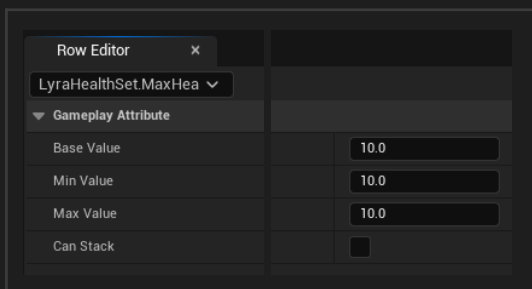 Row Editor
LyraHealthSet.MaxHea
Gameplay Attribute
Base Value 10.0
Min Value 10.0
Max Value 10.0
Can Stack